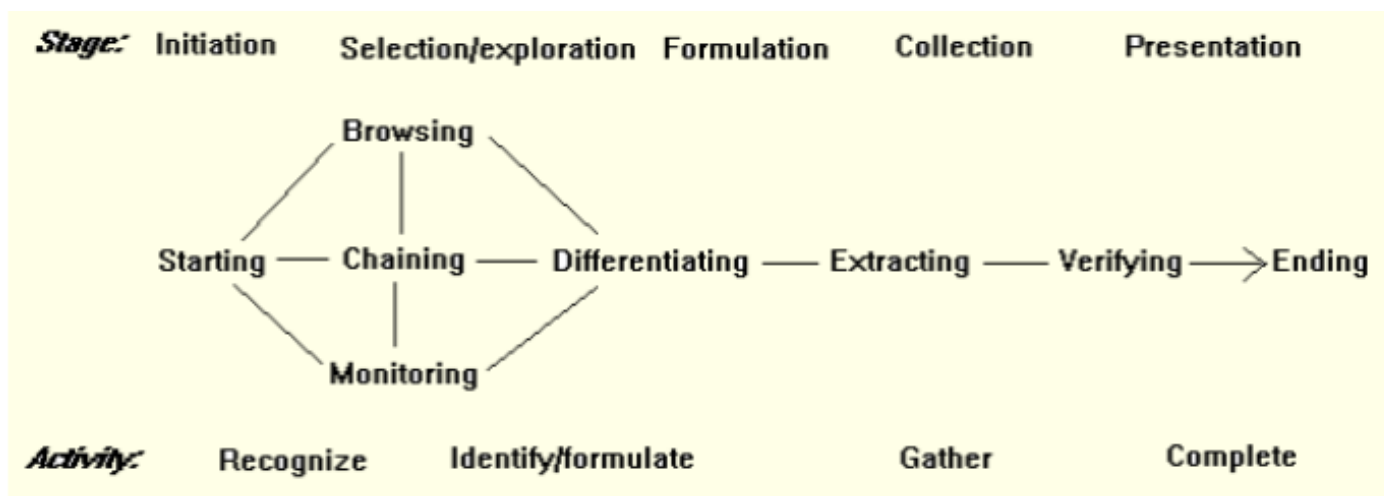 Stage: Initiation Selection/exploration Formulation Collection Presentation
Browsing
Starting Chaining Differentiating Extracting Verifying Ending
Monitoring
Activity: Recognize Identify/formulate Gather Complete